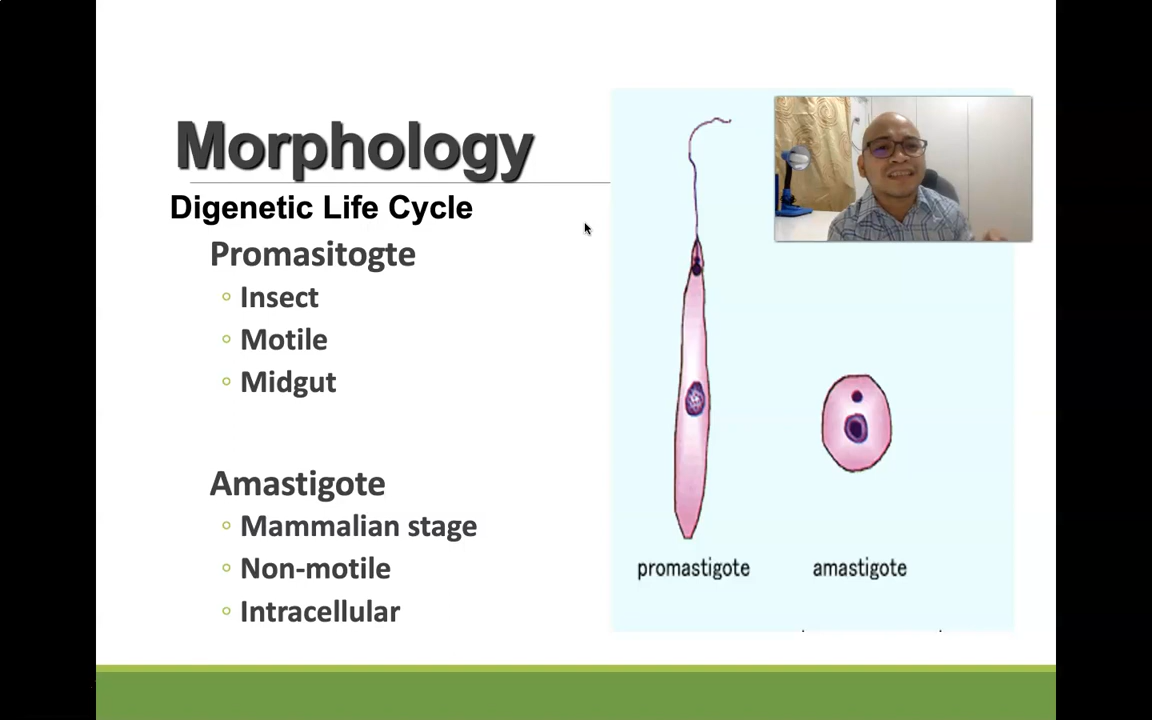 Morphology
Digenetic Life Cycle
Promasitogte
Insect
Motile
Midgut
Amastigote
Mammalian stage
Non-motile
Intracellular
promastigote
amastigote